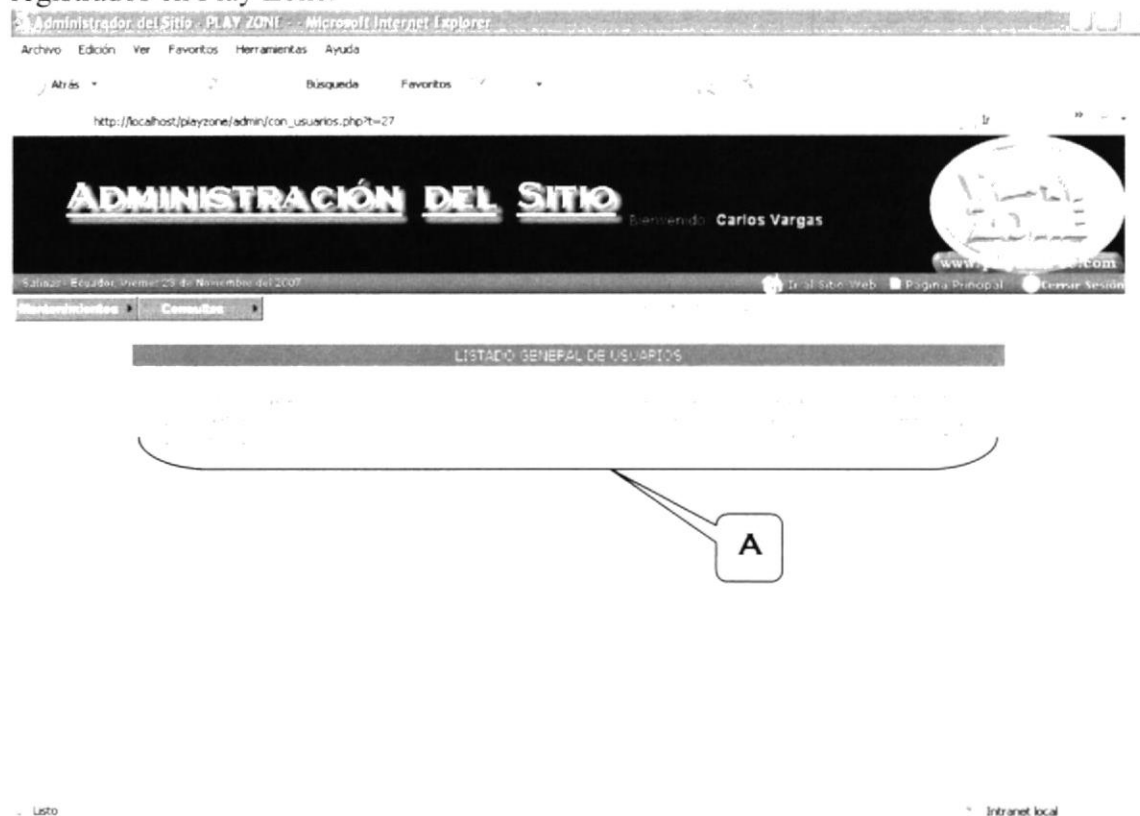 registrados en Play Zone.
Administrador del Sitio - PLAY ZONE - - Microsoft Internet Explorer
Archivo Edición Ver Favoritos Herramientas Ayuda
Atrás Búsqueda Favoritos
http://localhost/playzone/admin/con_usuarios.php?t=27 Ir »
ADMINISTRACIÓN DEL SITIO
Bienvenido Carlos Vargas
www. .com
Salinas - Ecuador, Viernes 23 de Noviembre del 2007 Ir al Sitio Web Página Principal Cerrar Sesión
Mantenimientos Consultas
LISTADO GENERAL DE USUARIOS
A
Listo Intranet local